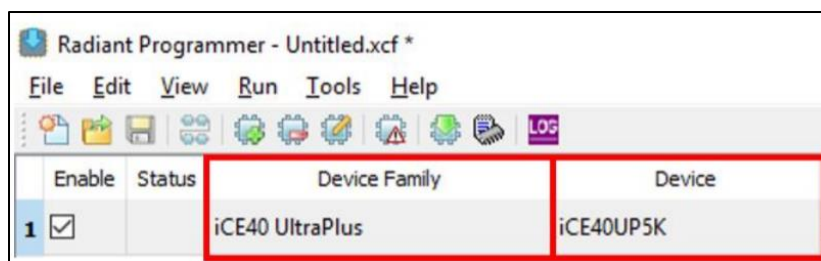 Radiant Programmer - Untitled.xcf *
File Edit View Run Tools Help
LOG
Enable Status Device Family Device
1 iCE40 UltraPlus iCE40UP5K